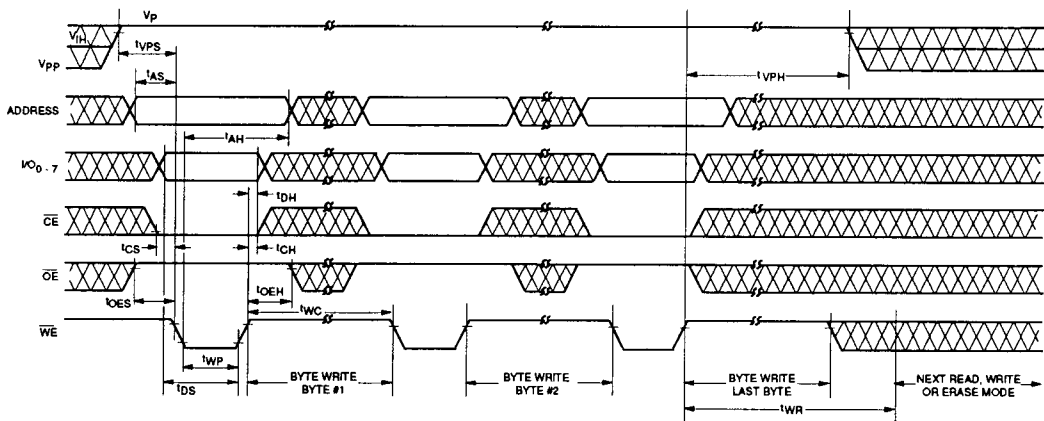 VP
VIH
VPP
tVPS
tVPH
tAS
ADDRESS
tAH
I/O0 - 7
tDH
CE
tCS
tCH
OE
tOES
tOEH
tWC
WE
tWP
tDS
BYTE WRITE
BYTE #1
BYTE WRITE
BYTE #2
BYTE WRITE
LAST BYTE
NEXT READ, WRITE
OR ERASE MODE
tWR